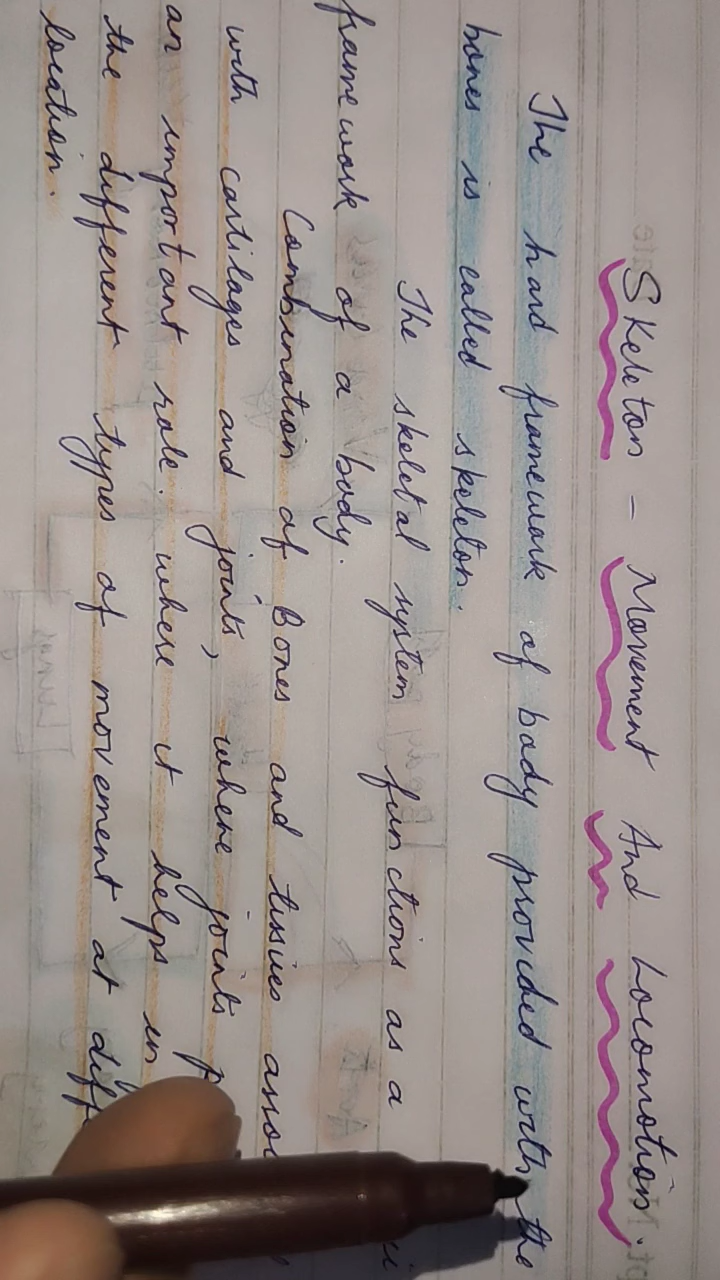 Skeleton - Movement And Locomotion.
The hard framework of body provided with the
bones is called skeleton.
The skeletal system functions as a
framework of a body.
Combination of Bones and tissues
with cartilages and joints, where joints
an important role. where it helps in
the different types of movement at
location.